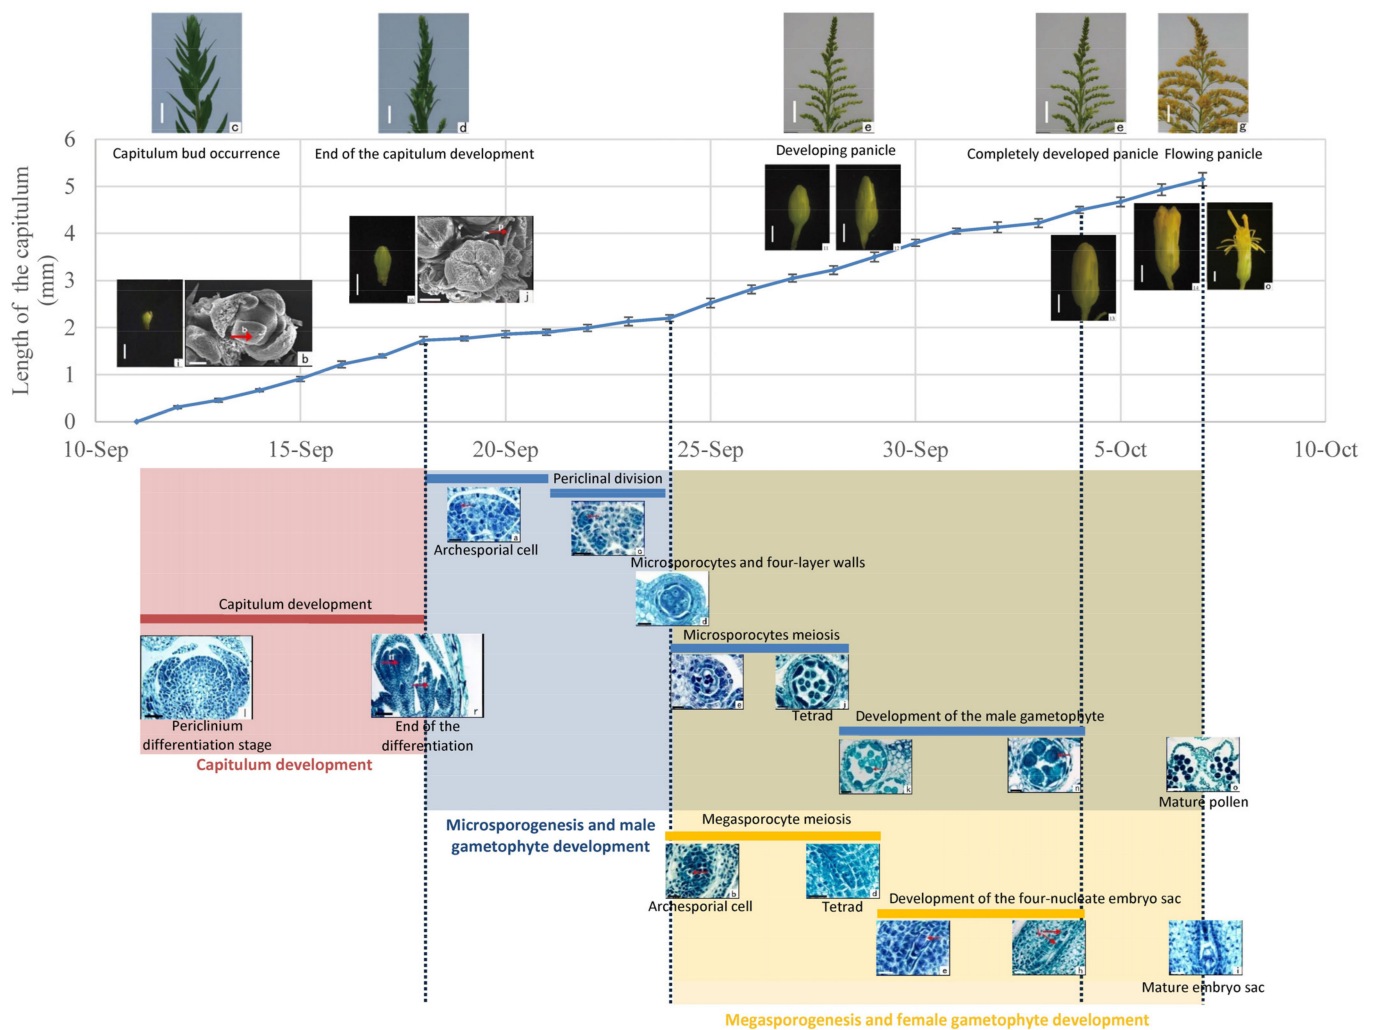 c
d
e
e
g
6
Capitulum bud occurrence
End of the capitulum development
Developing panicle
Completely developed panicle
Flowing panicle
5
4
3
2
1
0
Length of the capitulum
(mm)
i
b
b
j
o
10-Sep
15-Sep
20-Sep
25-Sep
30-Sep
5-Oct
10-Oct
Periclinal division
a
Archesporial cell
Microsporocytes and four-layer walls
d
Capitulum development
Microsporocytes meiosis
e
j
Tetrad
l
r
Periclinium
differentiation stage
End of the
differentiation
Development of the male gametophyte
k
n
o
Mature pollen
Capitulum development
Microsporogenesis and male
gametophyte development
Megasporocyte meiosis
b
d
Archesporial cell
Tetrad
Development of the four-nucleate embryo sac
e
h
i
Mature embryo sac
Megasporogenesis and female gametophyte development